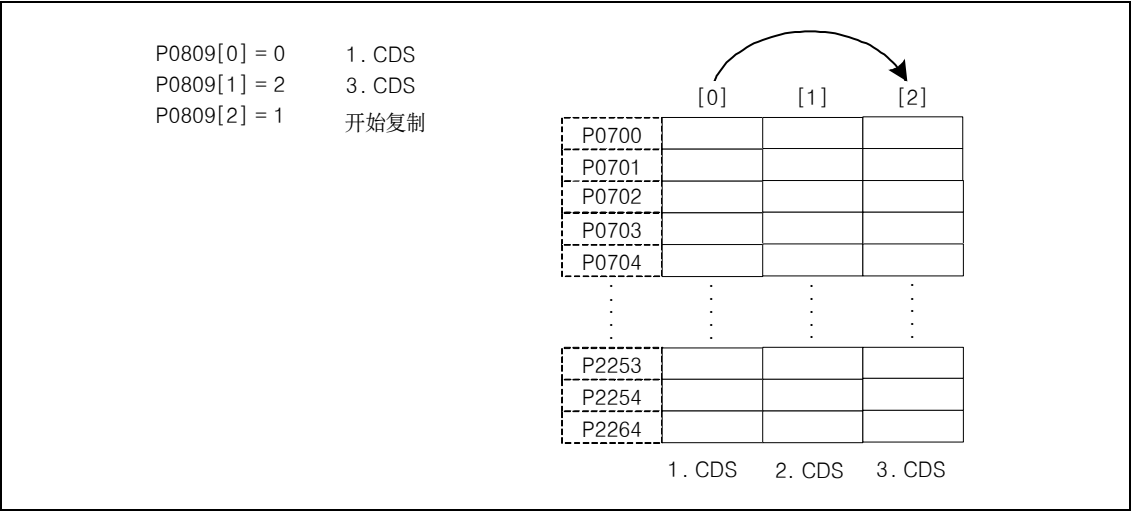 P0809[0] = 0 1. CDS
P0809[1] = 2 3. CDS
P0809[2] = 1 开始复制
[0] [1] [2]
P0700
P0701
P0702
P0703
P0704
P2253
P2254
P2264
1. CDS 2. CDS 3. CDS